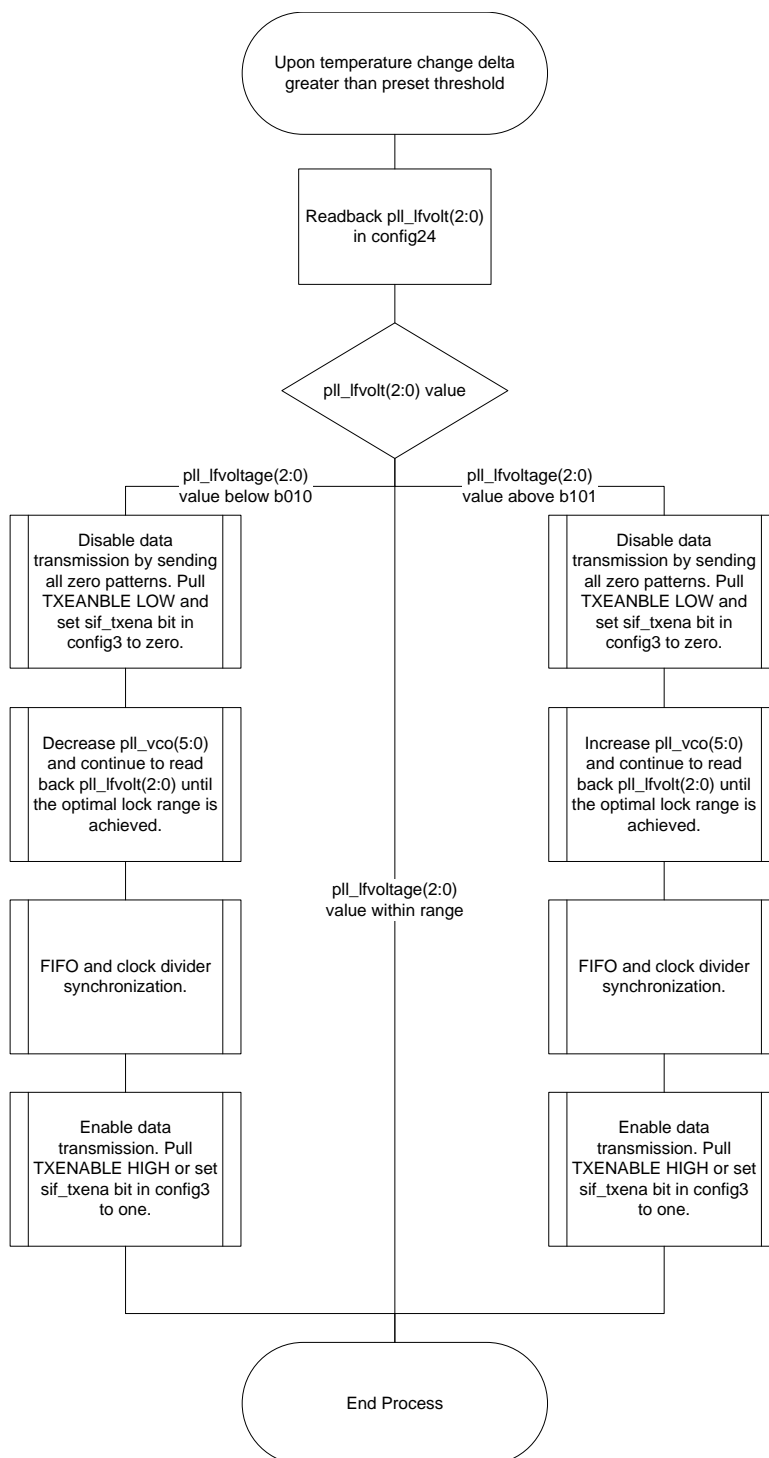 Upon temperature change delta
greater than preset threshold
Readback pll_lfvolt(2:0)
in config24
pll_lfvolt(2:0) value
pll_lfvoltage(2:0)
value below b010
pll_lfvoltage(2:0)
value above b101
Disable data
transmission by sending
all zero patterns. Pull
TXEANBLE LOW and
set sif_txena bit in
config3 to zero.
Disable data
transmission by sending
all zero patterns. Pull
TXEANBLE LOW and
set sif_txena bit in
config3 to zero.
Decrease pll_vco(5:0)
and continue to read
back pll_lfvolt(2:0) until
the optimal lock range is
achieved.
Increase pll_vco(5:0)
and continue to read
back pll_lfvolt(2:0) until
the optimal lock range is
achieved.
pll_lfvoltage(2:0)
value within range
FIFO and clock divider
synchronization.
FIFO and clock divider
synchronization.
Enable data
transmission. Pull
TXENABLE HIGH or set
sif_txena bit in config3
to one.
Enable data
transmission. Pull
TXENABLE HIGH or set
sif_txena bit in config3
to one.
End Process